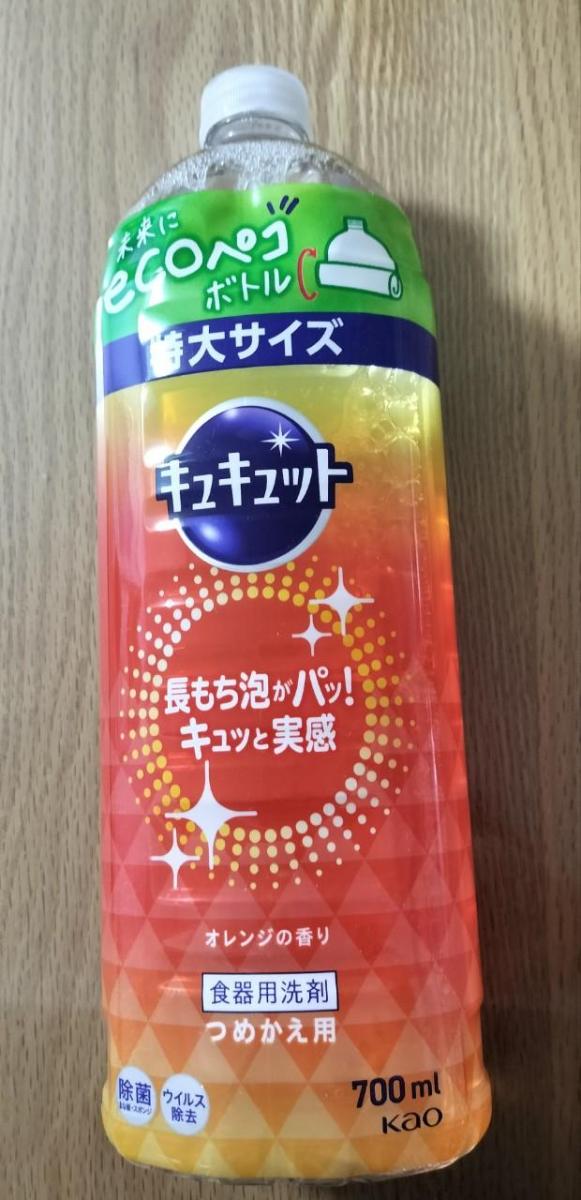 未来に
ecoペコ
ボトル
特大サイズ
キュキュット
長もち泡がパッ!
キュッと実感
オレンジの香り
食器用洗剤
つめかえ用
除菌
ウイルス
除去
700ml
Kao